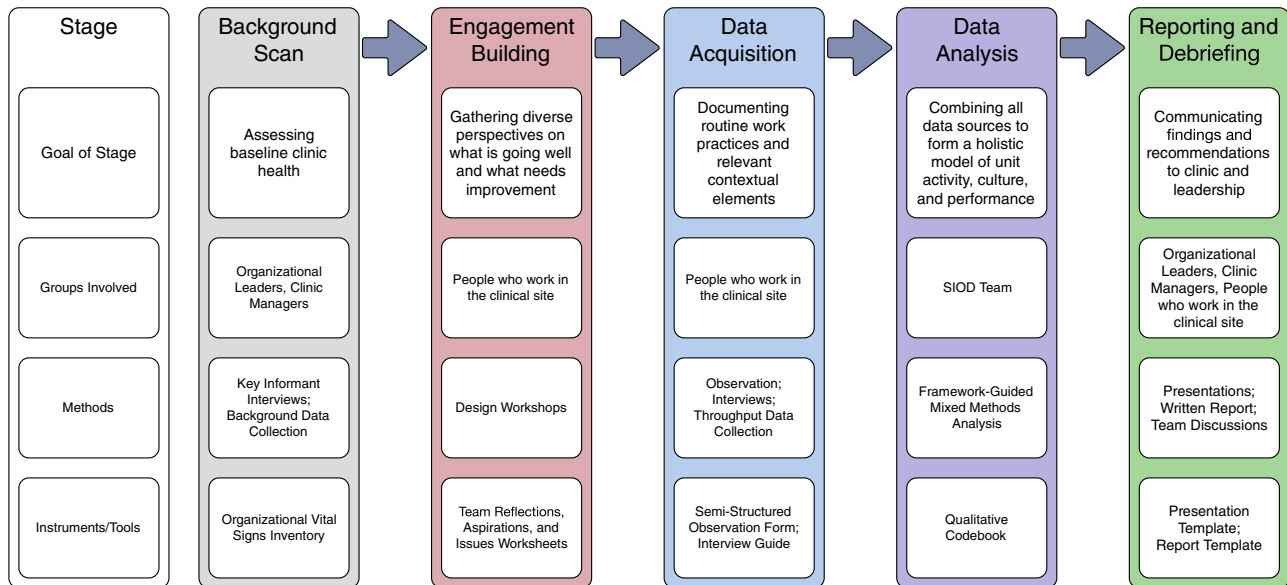 Stage
Background
Scan
Engagement
Building
Data
Acquisition
Data
Analysis
Reporting and
Debriefing
Goal of Stage
Assessing
baseline clinic
health
Gathering diverse
perspectives on
what is going well
and what needs
improvement
Documenting
routine work
practices and
relevant
contextual
elements
Combining all
data sources to
form a holistic
model of unit
activity, culture,
and performance
Communicating
findings and
recommendations
to clinic and
leadership
Groups Involved
Organizational
Leaders, Clinic
Managers
People who work in
the clinical site
People who work in
the clinical site
SIOD Team
Organizational
Leaders, Clinic
Managers, People
who work in the
clinical site
Methods
Key Informant
Interviews;
Background Data
Collection
Design Workshops
Observation;
Interviews;
Throughput Data
Collection
Framework-Guided
Mixed Methods
Analysis
Presentations;
Written Report;
Team Discussions
Instruments/Tools
Organizational Vital
Signs Inventory
Team Reflections,
Aspirations, and
Issues Worksheets
Semi-Structured
Observation Form;
Interview Guide
Qualitative
Codebook
Presentation
Template;
Report Template